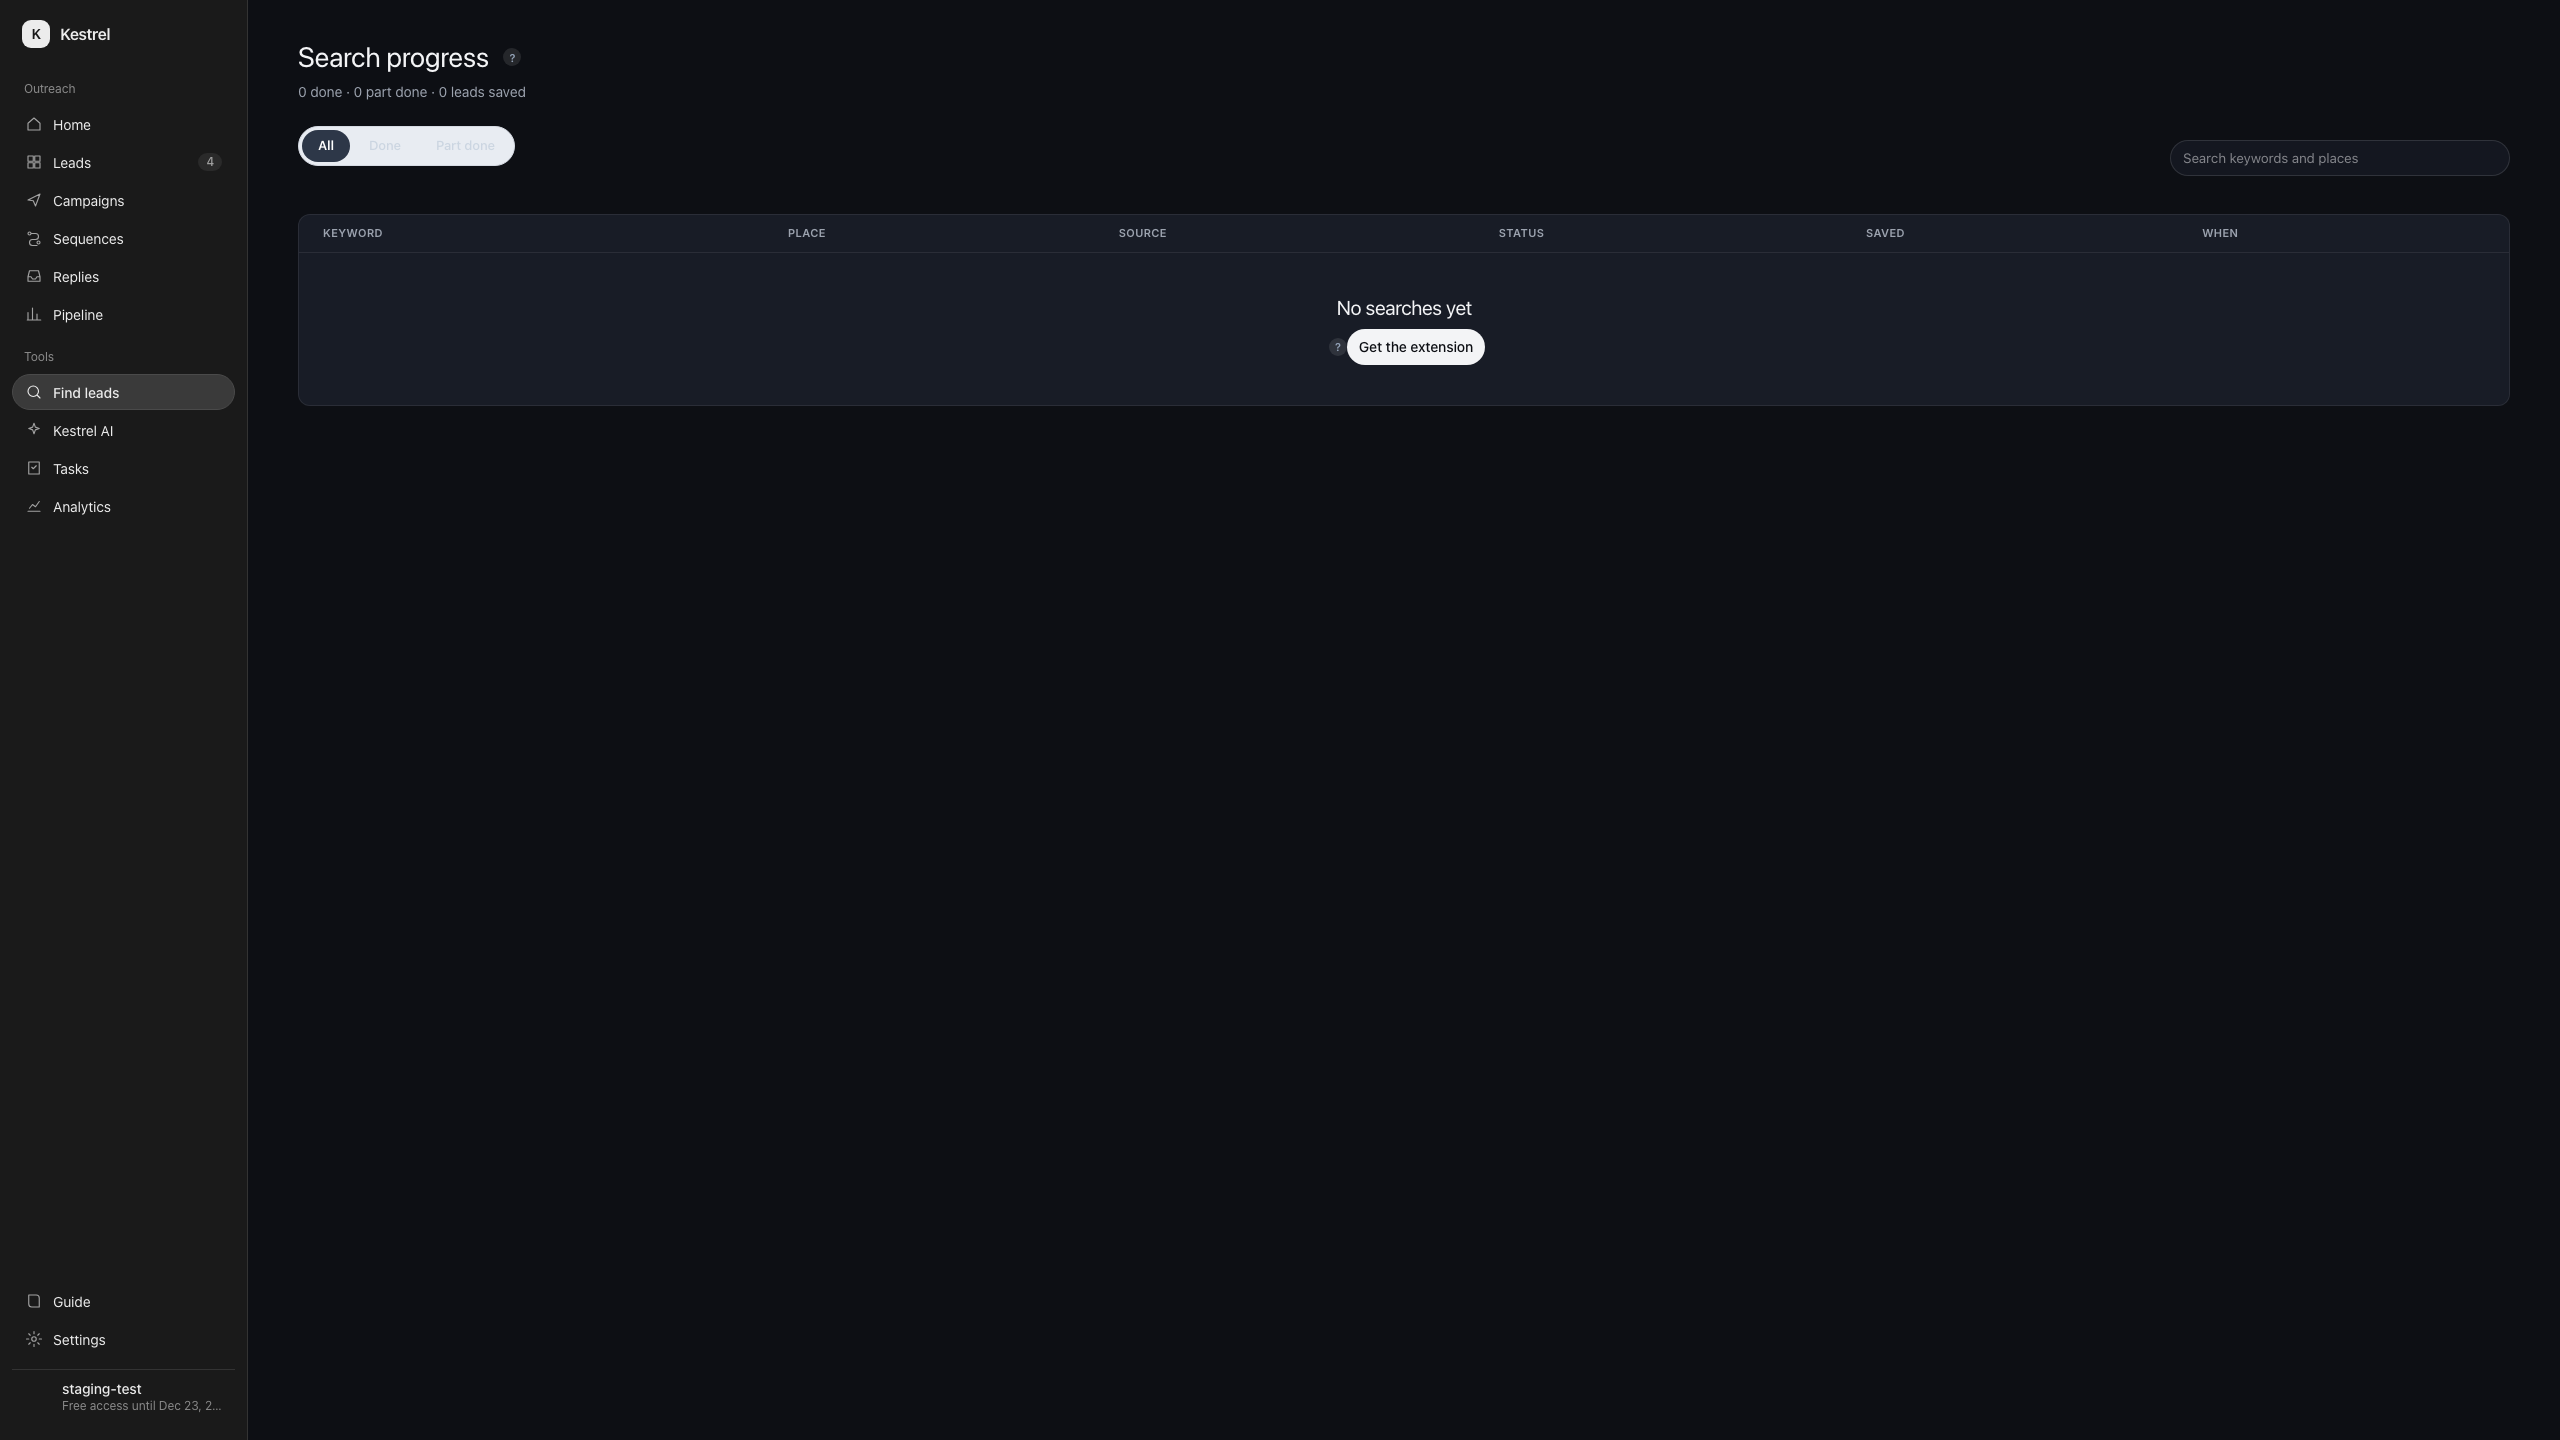 K Kestrel
Outreach
Home
Leads 4
Campaigns
Sequences
Replies
Pipeline
Tools
Find leads
Kestrel AI
Tasks
Analytics
Guide
Settings
staging-test
Free access until Dec 23, 2...
Search progress ?
0 done · 0 part done · 0 leads saved
All Done Part done
Search keywords and places
KEYWORD PLACE SOURCE STATUS SAVED WHEN
No searches yet
? Get the extension